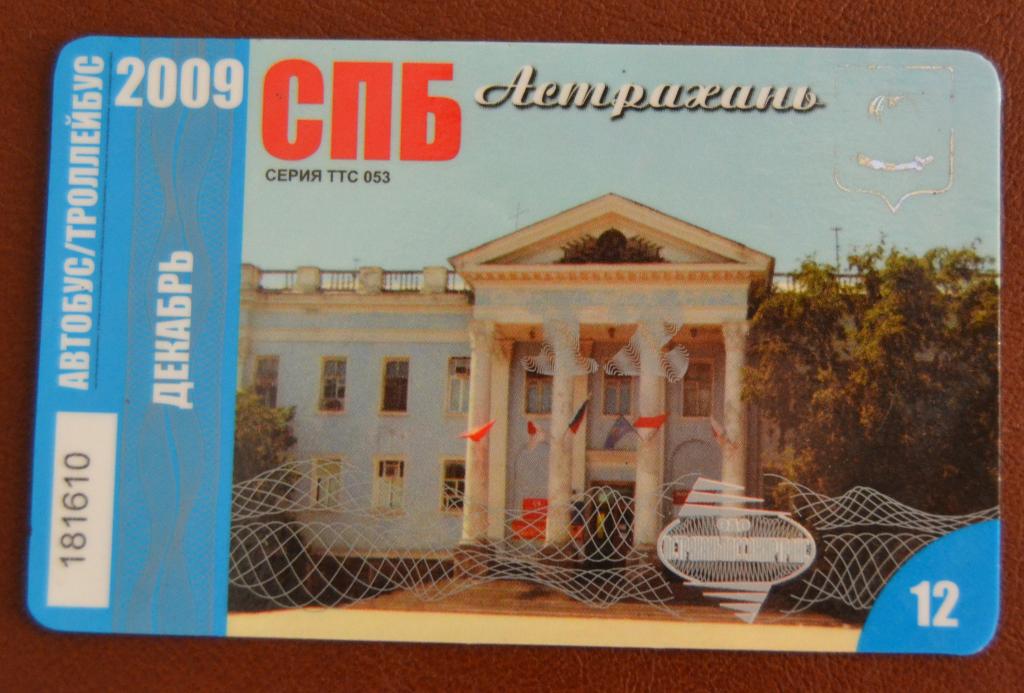 АВТОБУС/ТРОЛЛЕЙБУС
2009
ДЕКАБРЬ
181610
СПБ
Астрахань
СЕРИЯ ТТС 053
12